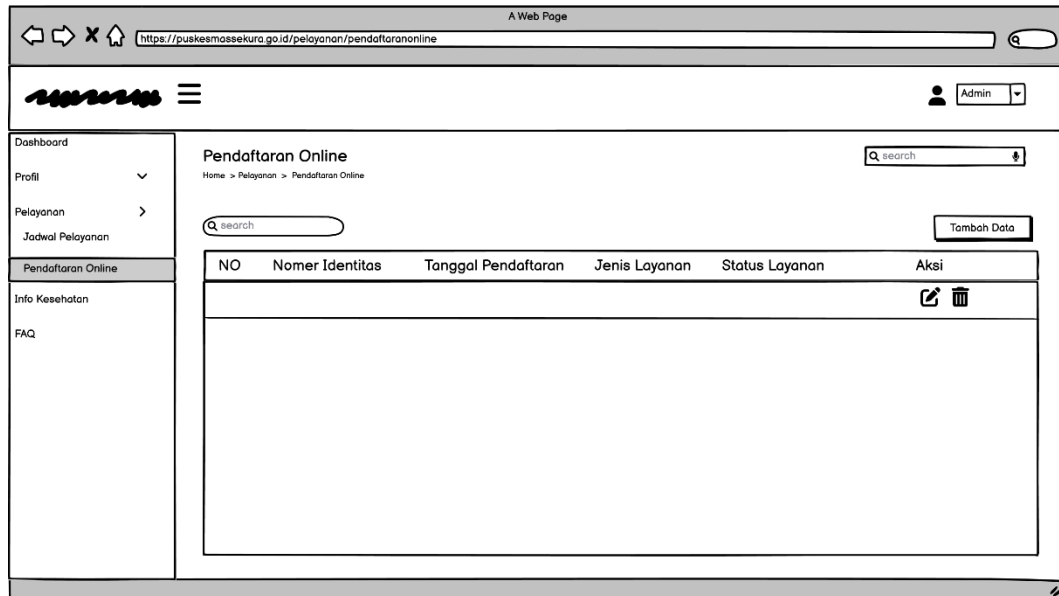 A Web Page
https://puskesmassekura.go.id/pelayanan/pendaftaranonline
Admin
Dashboard
Profil
Pelayanan
Jadwal Pelayanan
Pendaftaran Online
Info Kesehatan
FAQ
Pendaftaran Online
search
Home > Pelayanan > Pendaftaran Online
search
Tambah Data
NO Nomer Identitas Tanggal Pendaftaran Jenis Layanan Status Layanan Aksi